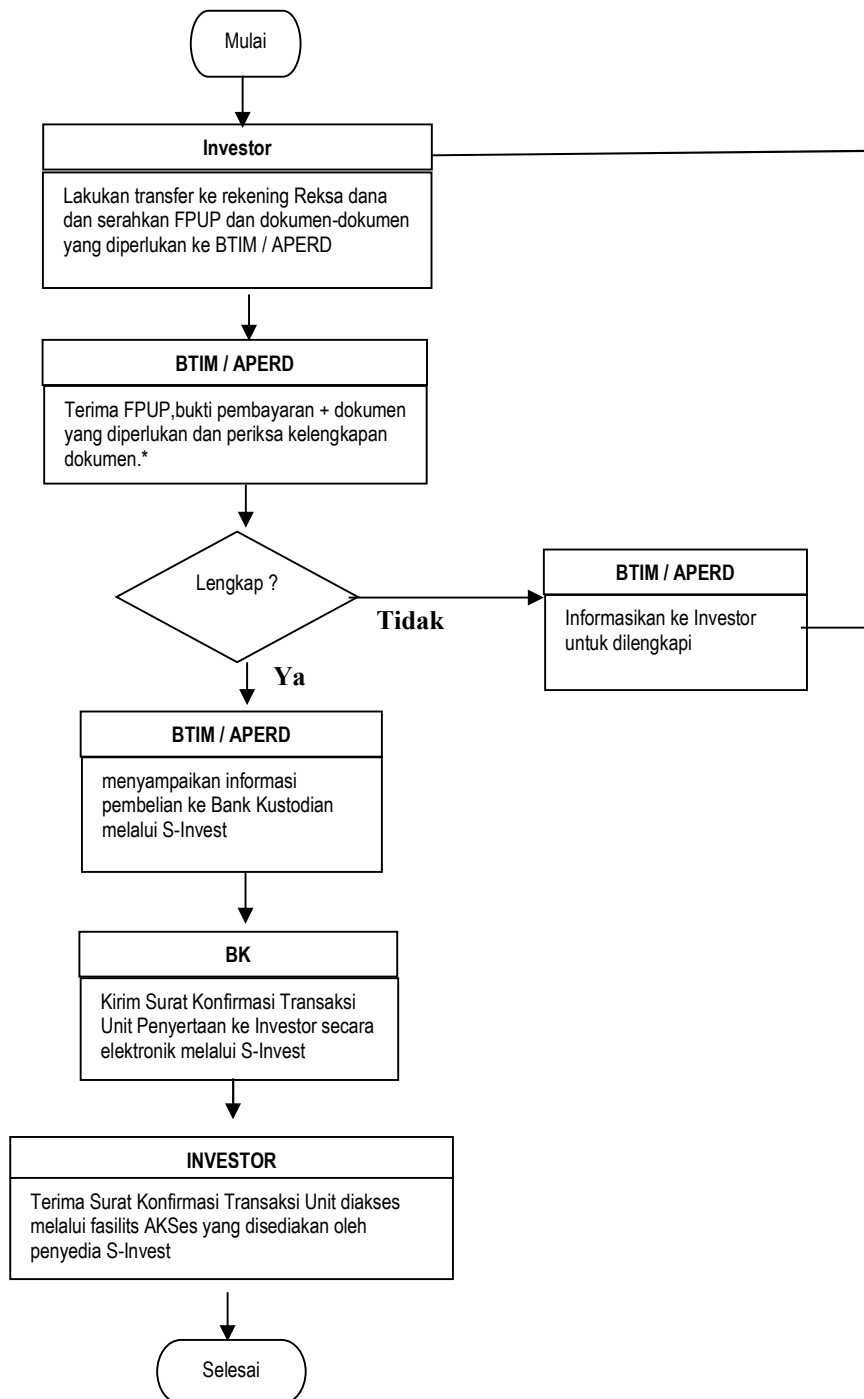 Mulai
Investor
Lakukan transfer ke rekening Reksa dana
dan serahkan FPUP dan dokumen-dokumen
yang diperlukan ke BTIM / APERD
BTIM / APERD
Terima FPUP,bukti pembayaran + dokumen
yang diperlukan dan periksa kelengkapan
dokumen.*
Lengkap ?
Tidak
BTIM / APERD
Informasikan ke Investor
untuk dilengkapi
Ya
BTIM / APERD
menyampaikan informasi
pembelian ke Bank Kustodian
melalui S-Invest
BK
Kirim Surat Konfirmasi Transaksi
Unit Penyertaan ke Investor secara
elektronik melalui S-Invest
INVESTOR
Terima Surat Konfirmasi Transaksi Unit diakses
melalui fasilits AKSes yang disediakan oleh
penyedia S-Invest
Selesai